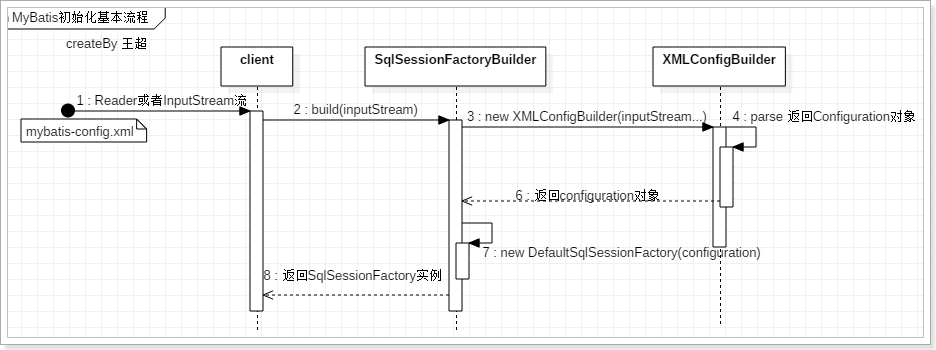 MyBatis初始化基本流程
createBy 王超
client
SqlSessionFactoryBuilder
XMLConfigBuilder
1 : Reader或者InputStream流
2 : build(inputStream)
3 : new XMLConfigBuilder(inputStream...)
4 : parse 返回Configuration对象
mybatis-config.xml
6 : 返回configuration对象
7 : new DefaultSqlSessionFactory(configuration)
8 : 返回SqlSessionFactory实例